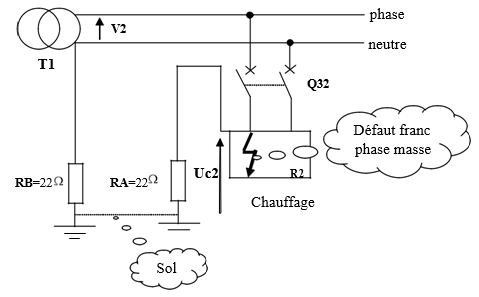 phase
V2
neutre
T1
Q32
Défaut franc
phase masse
RB=22Ω
RA=22Ω
Uc2
R2
Chauffage
Sol